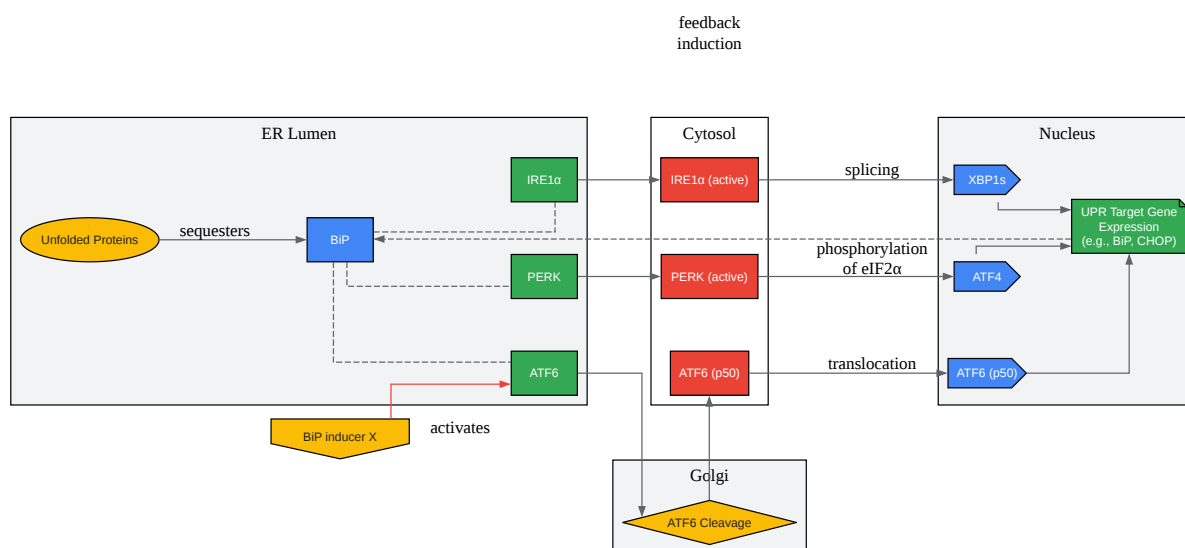 feedback
induction
ER Lumen
Cytosol
Nucleus
IRE1α
IRE1α (active)
splicing
XBP1s
UPR Target Gene
Expression
(e.g., BiP, CHOP)
Unfolded Proteins
sequesters
BiP
PERK
PERK (active)
phosphorylation
of eIF2α
ATF4
ATF6
ATF6 (p50)
translocation
ATF6 (p50)
BiP inducer X
activates
Golgi
ATF6 Cleavage